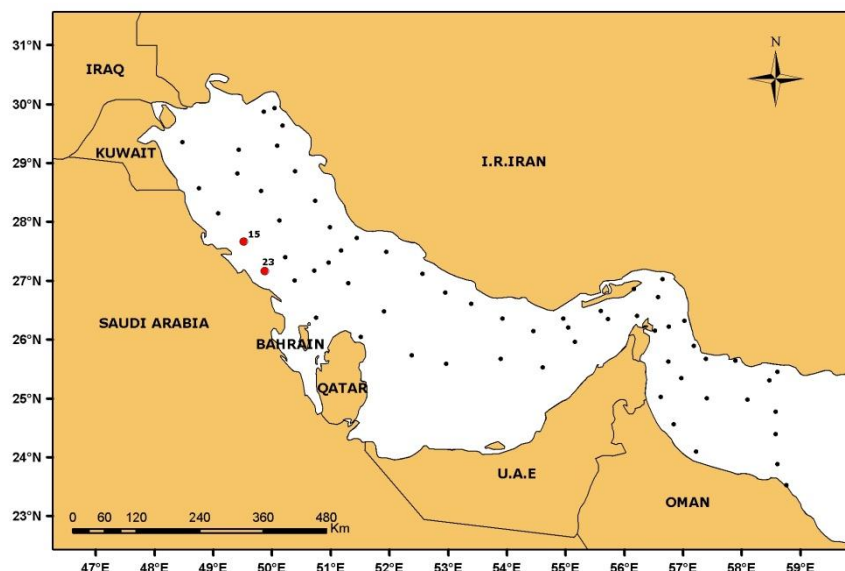 N
31°N
IRAQ
30°N
KUWAIT
29°N
I.R.IRAN
28°N
15
23
27°N
SAUDI ARABIA
26°N
BAHRAIN
QATAR
25°N
24°N
U.A.E
OMAN
23°N
0 60 120 240 360 480
Km
47°E 48°E 49°E 50°E 51°E 52°E 53°E 54°E 55°E 56°E 57°E 58°E 59°E